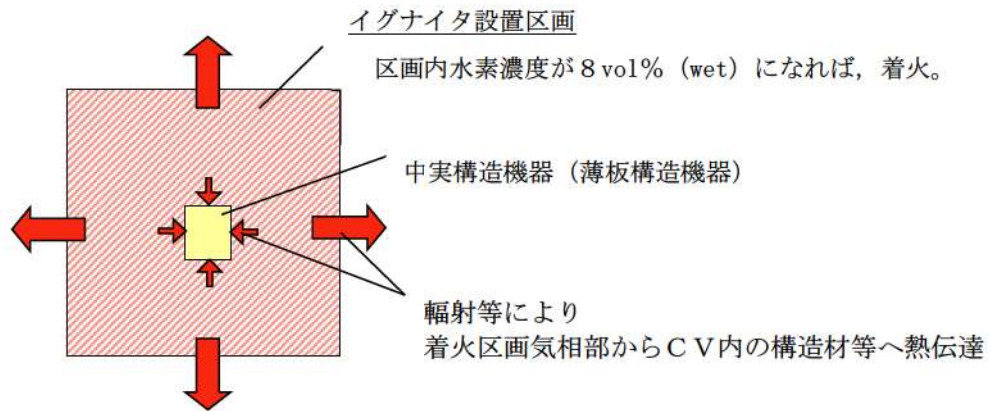 イグナイタ設置区画
区画内水素濃度が８vol％（wet）になれば，着火。
中実構造機器（薄板構造機器）
輻射等により
着火区画気相部からＣＶ内の構造材等へ熱伝達